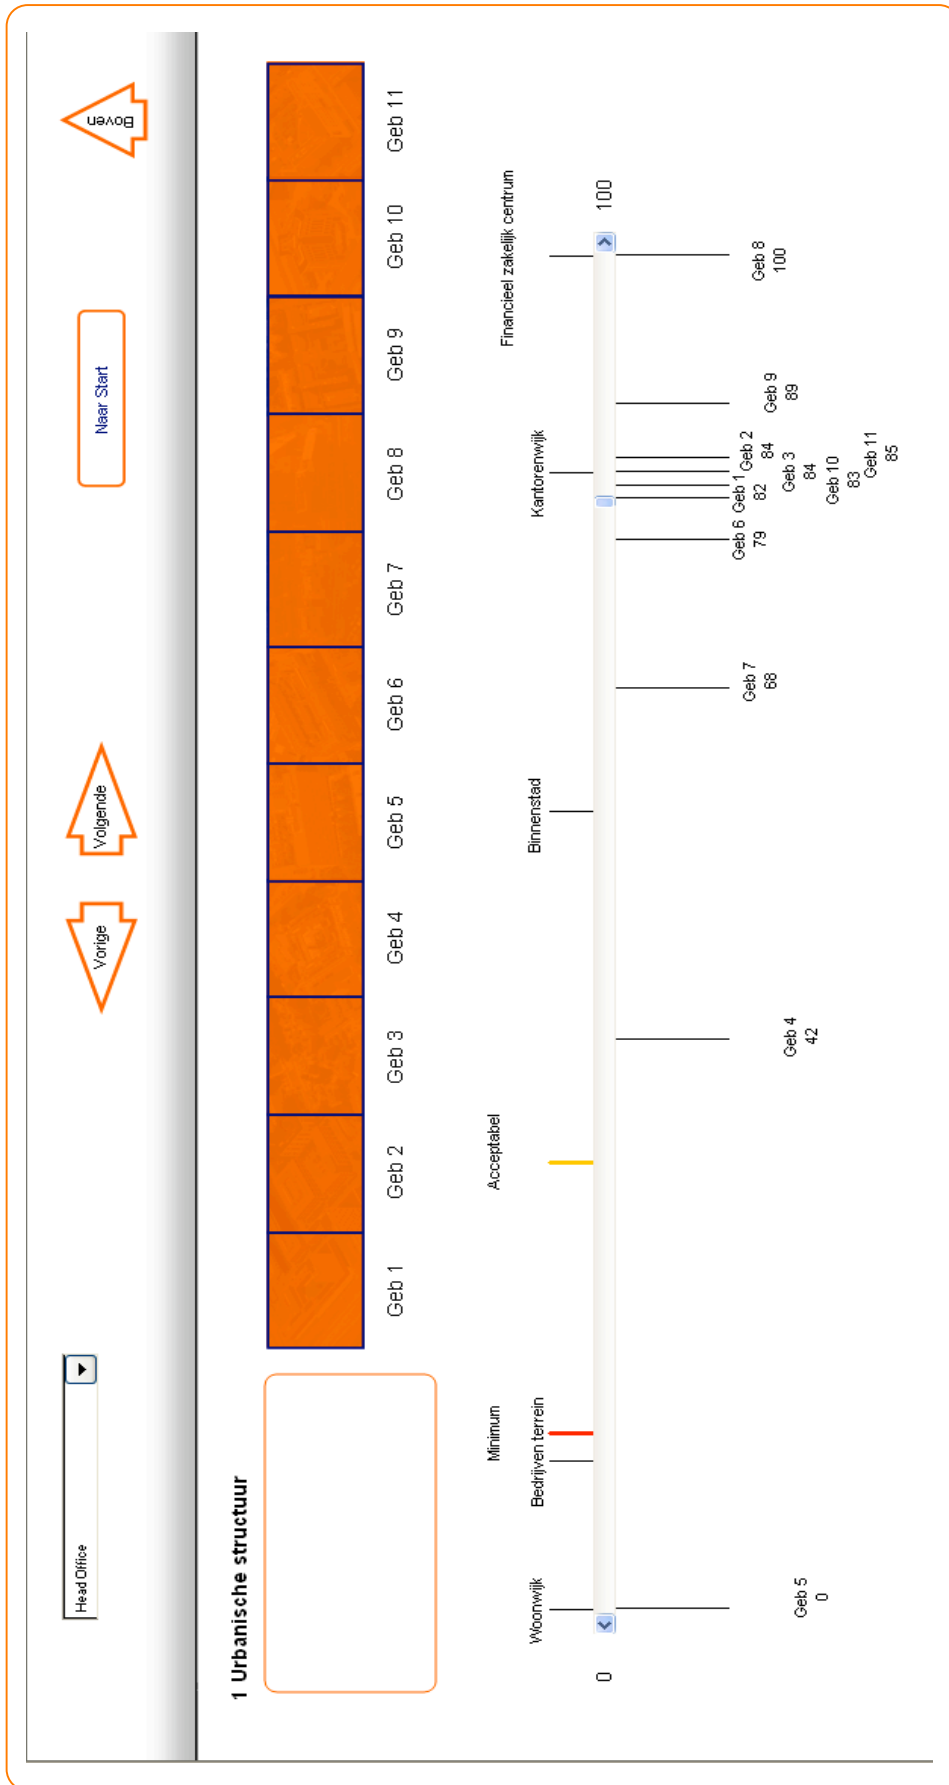 Head Office
Vorige
Volgende
Naar Start
Boven
1 Urbanische structuur
Geb 1
Geb 2
Geb 3
Geb 4
Geb 5
Geb 6
Geb 7
Geb 8
Geb 9
Geb 10
Geb 11
Minimum
Acceptabel
Financieel zakelijk centrum
Woonwijk
Bedrijven terrein
Binnenstad
Kantorenwijk
0
100
Geb 5
0
Geb 4
42
Geb 7
68
Geb 6
79
Geb 1
82
Geb 2
84
Geb 3
84
Geb 10
83
Geb 11
85
Geb 9
89
Geb 8
100